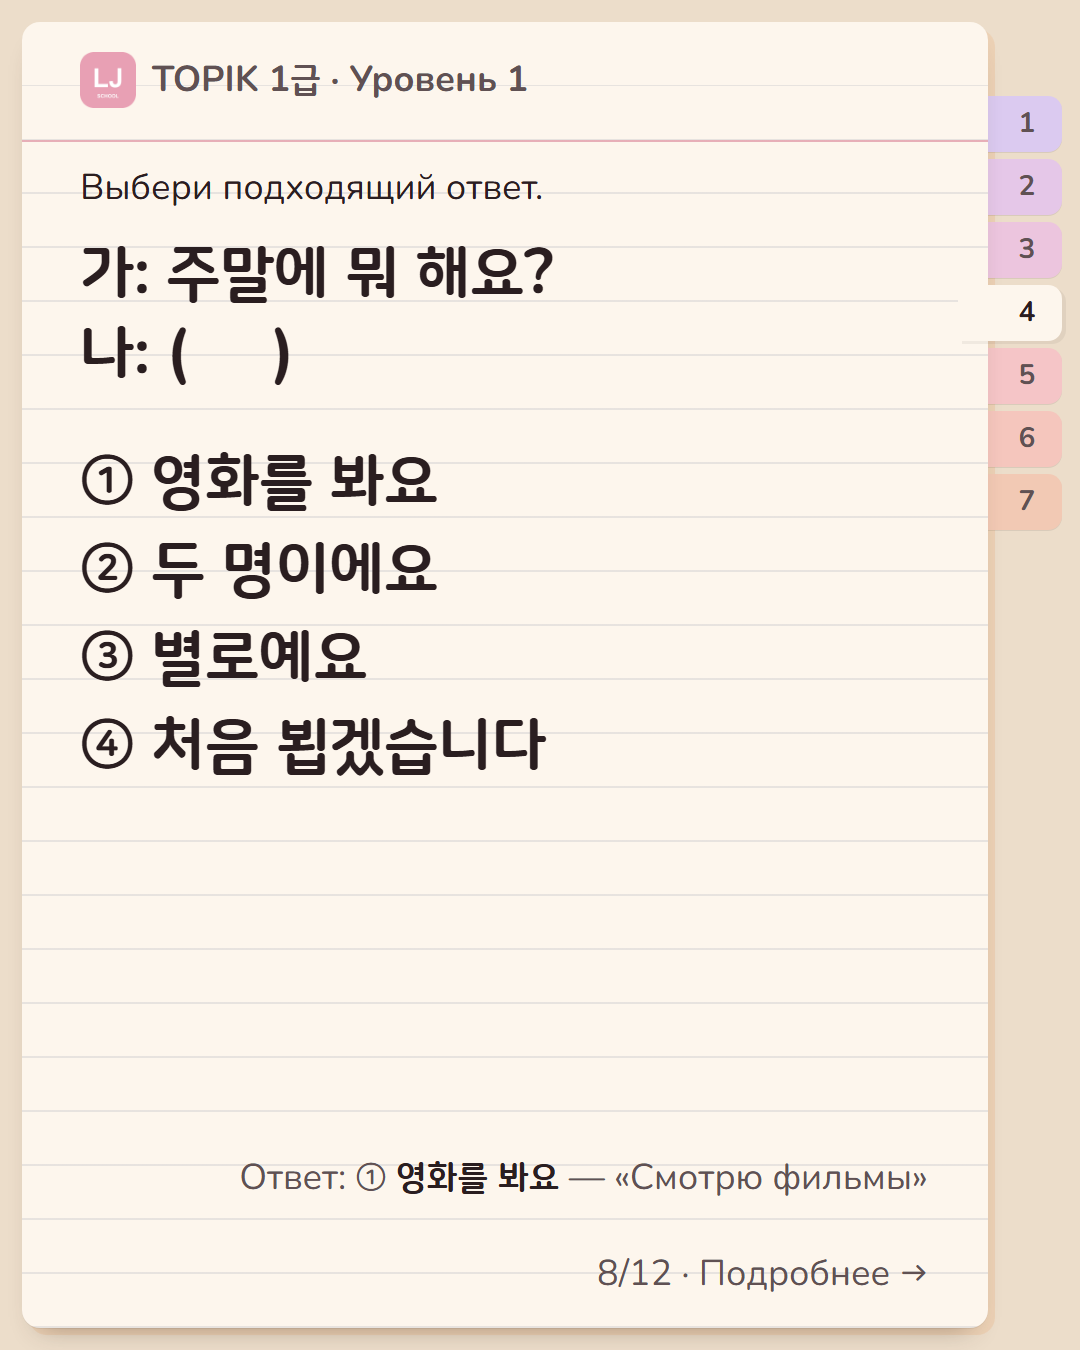 LJ
SCHOOL
TOPIK 1급 · Уровень 1
Выбери подходящий ответ.
가: 주말에 뭐 해요?
나: (     )
① 영화를 봐요
② 두 명이에요
③ 별로예요
④ 처음 뵙겠습니다
Ответ: ① 영화를 봐요 — «Смотрю фильмы»
8/12 · Подробнее →
1
2
3
4
5
6
7